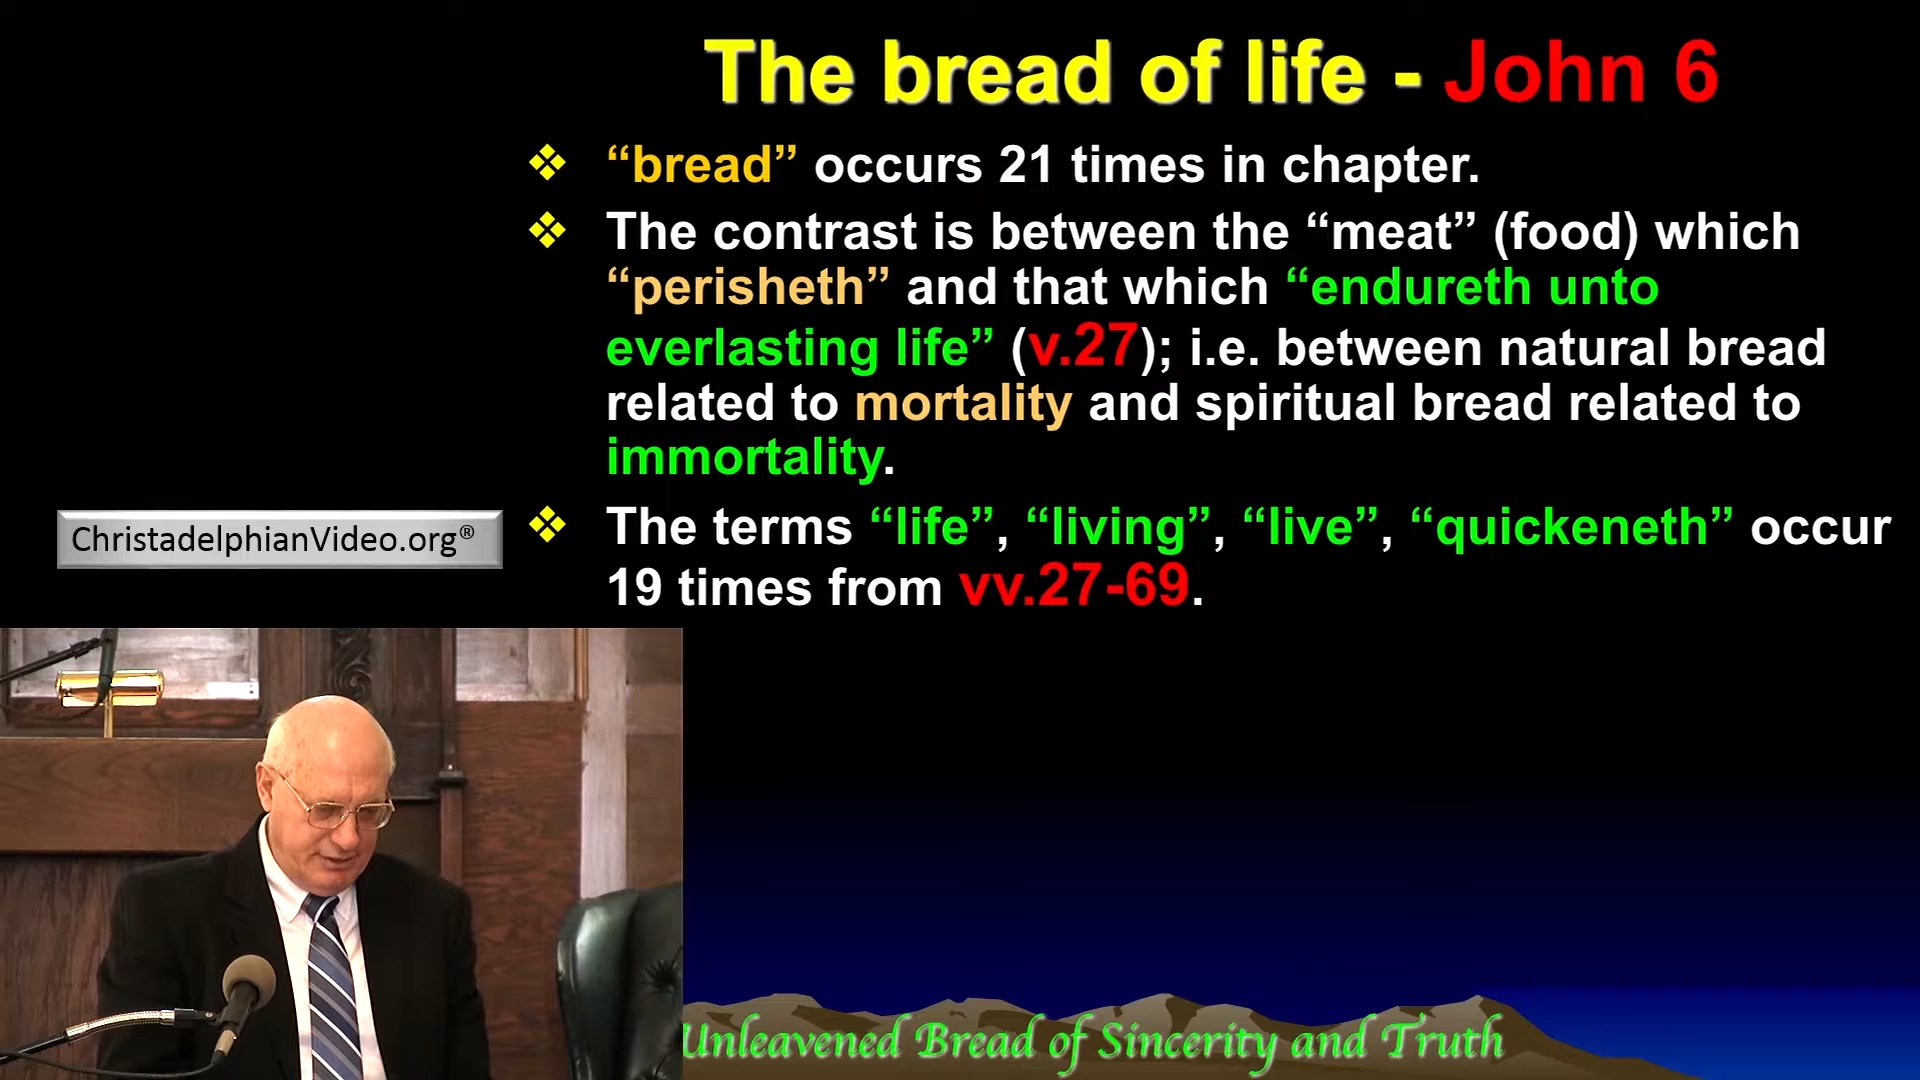 The bread of life - John 6
❖ “bread” occurs 21 times in chapter.
❖ The contrast is between the “meat” (food) which
“perisheth” and that which “endureth unto
everlasting life” (v.27); i.e. between natural bread
related to mortality and spiritual bread related to
immortality.
❖ The terms “life”, “living”, “live”, “quickeneth” occur
19 times from vv.27-69.
ChristadelphianVideo.org®
Unleavened Bread of Sincerity and Truth